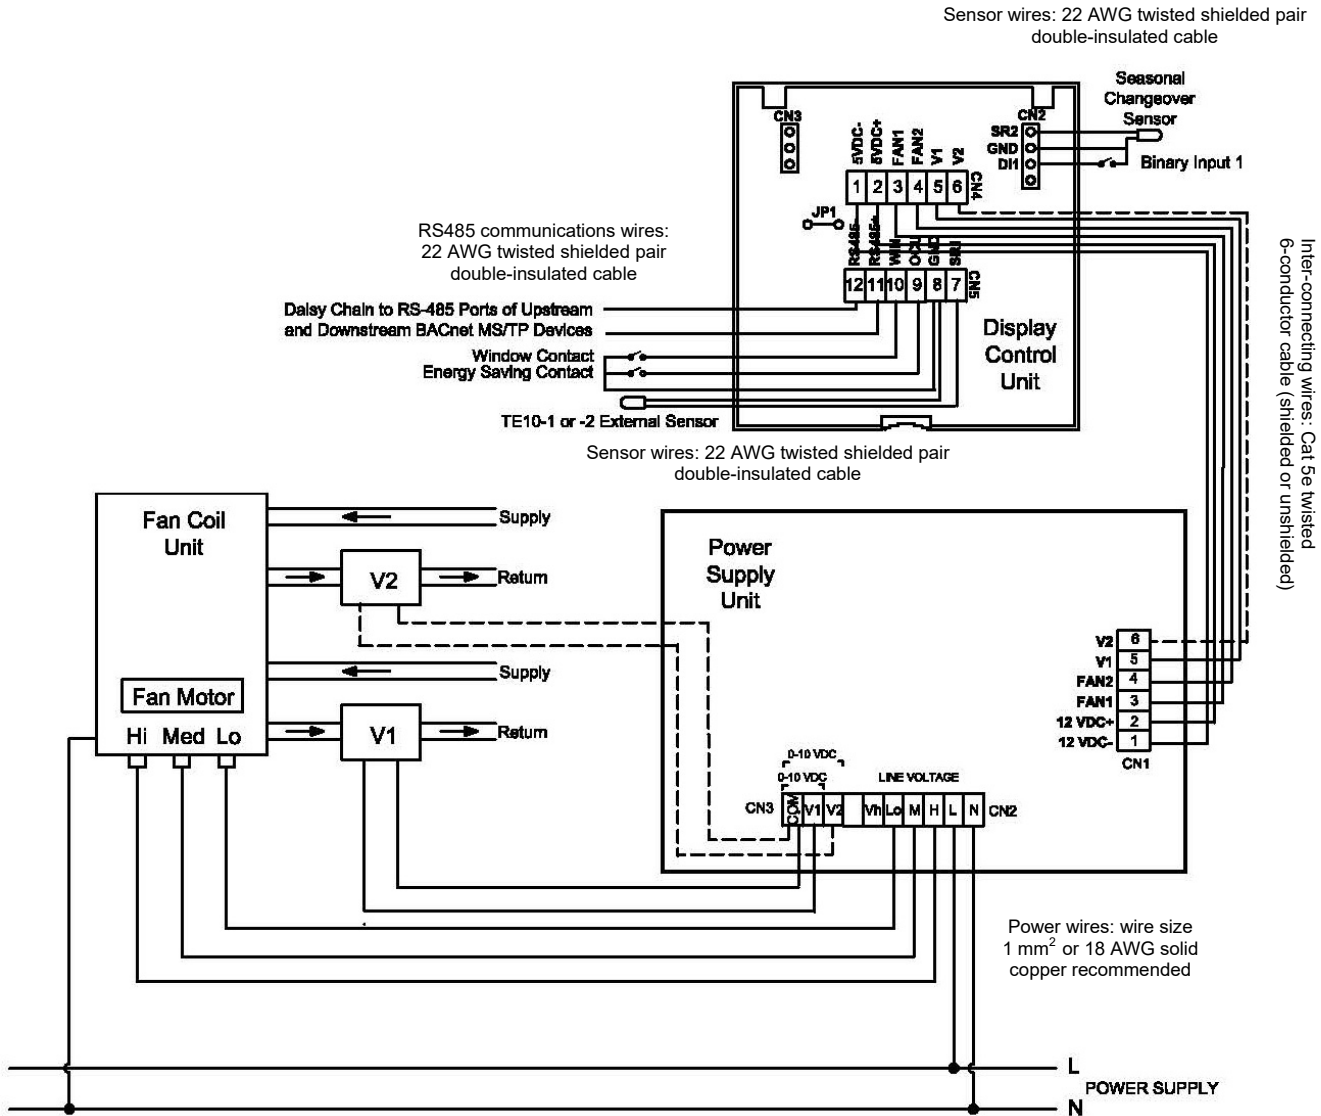 Sensor wires: 22 AWG twisted shielded pair
double-insulated cable
Seasonal
Changeover
Sensor
CN3
CN2
SR2
GND
DI1
Binary Input 1
5VDC-
5VDC+
FAN1
FAN2
V1
V2
1 2 3 4 5 6
CN4
JP1
RS485-
RS485+
WIN
OCU
GND
SRI
12 11 10 9 8 7
CN5
RS485 communications wires:
22 AWG twisted shielded pair
double-insulated cable
Daisy Chain to RS-485 Ports of Upstream
and Downstream BACnet MS/TP Devices
Window Contact
Energy Saving Contact
TE10-1 or -2 External Sensor
Display
Control
Unit
Inter-connecting wires: Cat 5e twisted
6-conductor cable (shielded or unshielded)
Sensor wires: 22 AWG twisted shielded pair
double-insulated cable
Fan Coil
Unit
Supply
V2
Return
Supply
Fan Motor
Hi Med Lo
V1
Return
Power
Supply
Unit
V2 6
V1 5
FAN2 4
FAN1 3
12 VDC+ 2
12 VDC- 1
CN1
0-10 VDC
0-10 VDC
LINE VOLTAGE
CN3 COM V1 V2 Vh Lo M H L N CN2
Power wires: wire size
1 mm² or 18 AWG solid
copper recommended
L
POWER SUPPLY
N